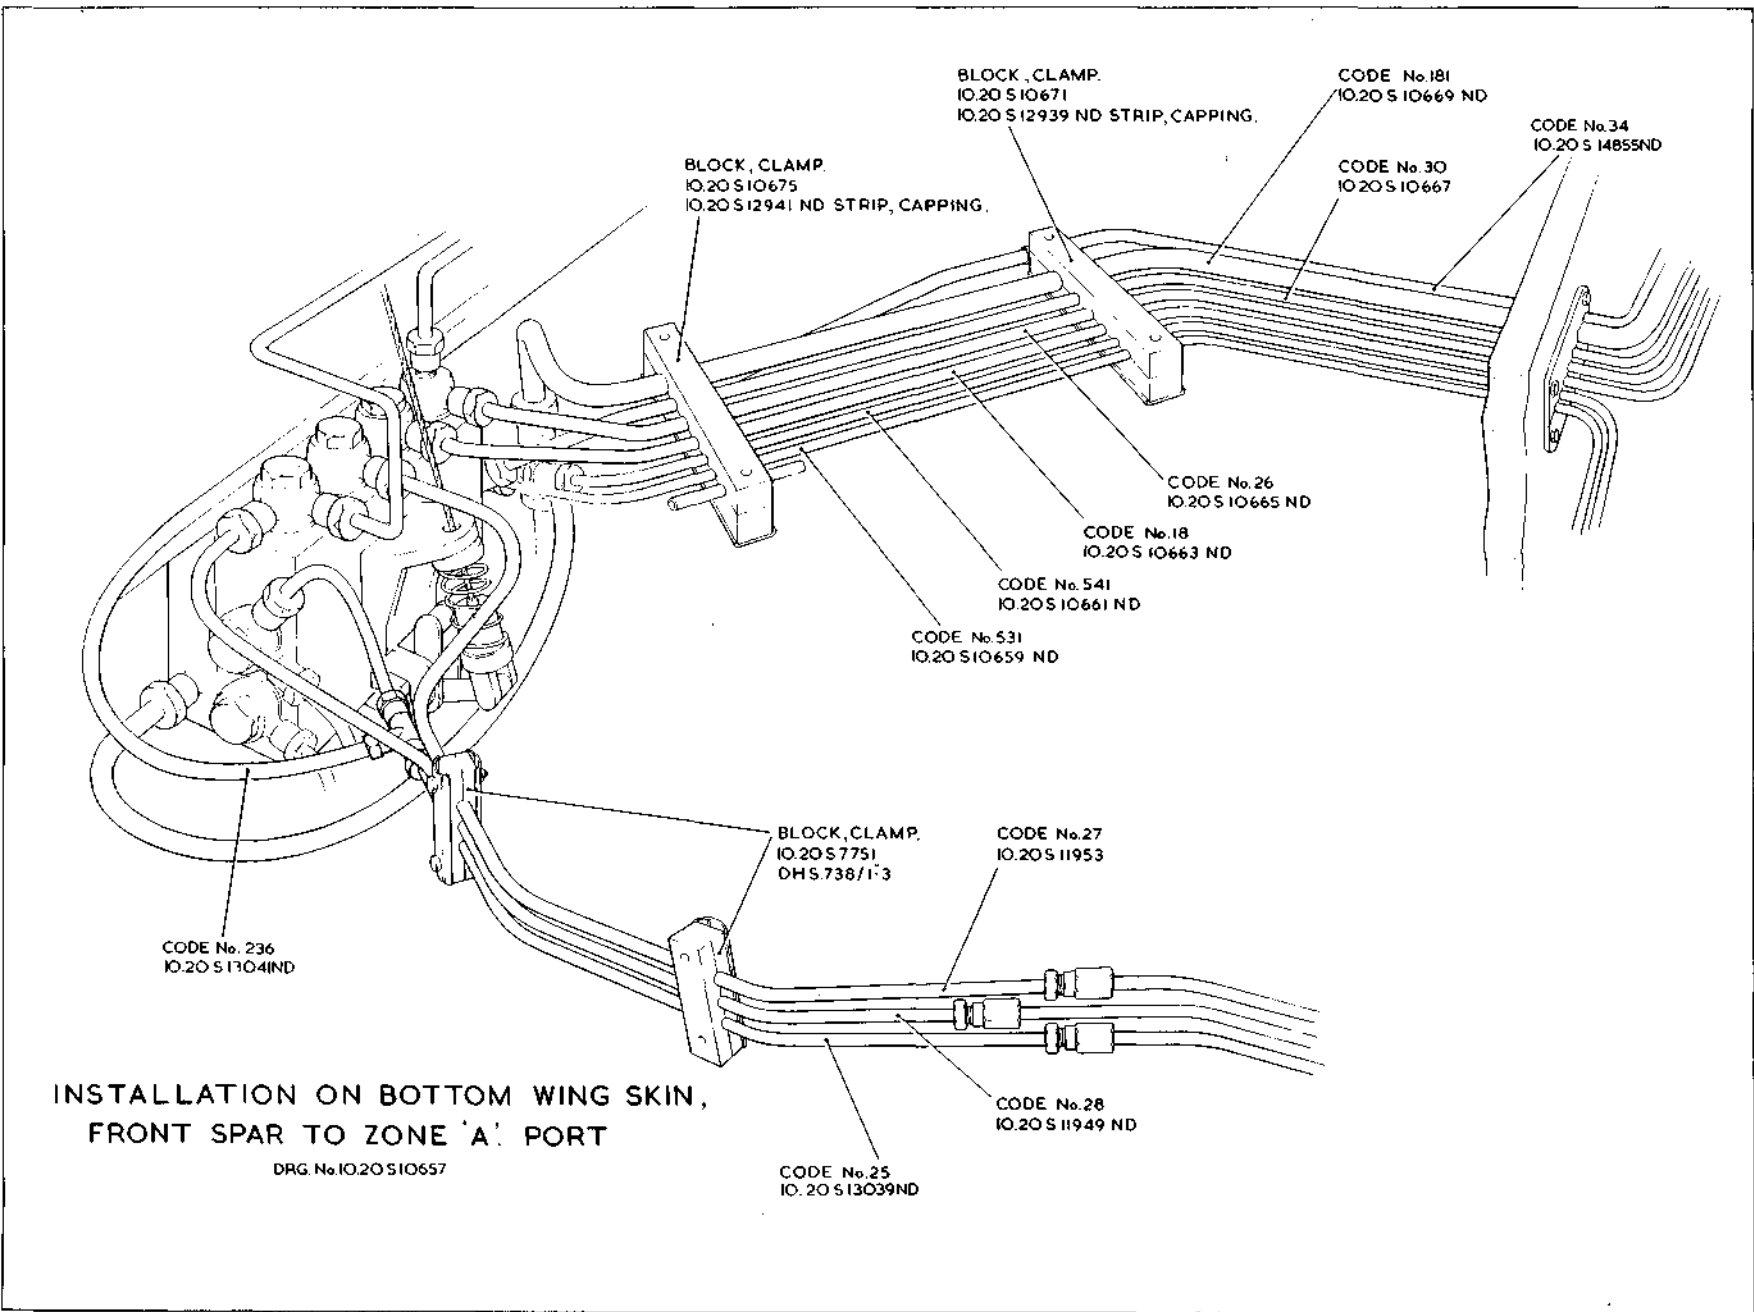 BLOCK, CLAMP.
10.20 S 10671
10.20 S 12939 ND STRIP, CAPPING.
CODE No. 181
10.20 S 10669 ND
CODE No. 34
10.20 S 14855ND
BLOCK, CLAMP.
10.20 S 10675
10.20 S 12941 ND STRIP, CAPPING.
CODE No. 30
10 20 S 10667
CODE No. 26
10.20 S 10665 ND
CODE No. 18
10.20 S 10663 ND
CODE No. 541
10.20 S 10661 ND
CODE No. 531
10.20 S 10659 ND
BLOCK, CLAMP.
10.20 S 7751
DHS.738/1-3
CODE No. 27
10.20 S 11953
CODE No. 236
10.20 S 13041ND
INSTALLATION ON BOTTOM WING SKIN,
FRONT SPAR TO ZONE 'A'. PORT
DRG. No. 10.20 S 10657
CODE No. 28
10.20 S 11949 ND
CODE No. 25
10. 20 S 13039ND